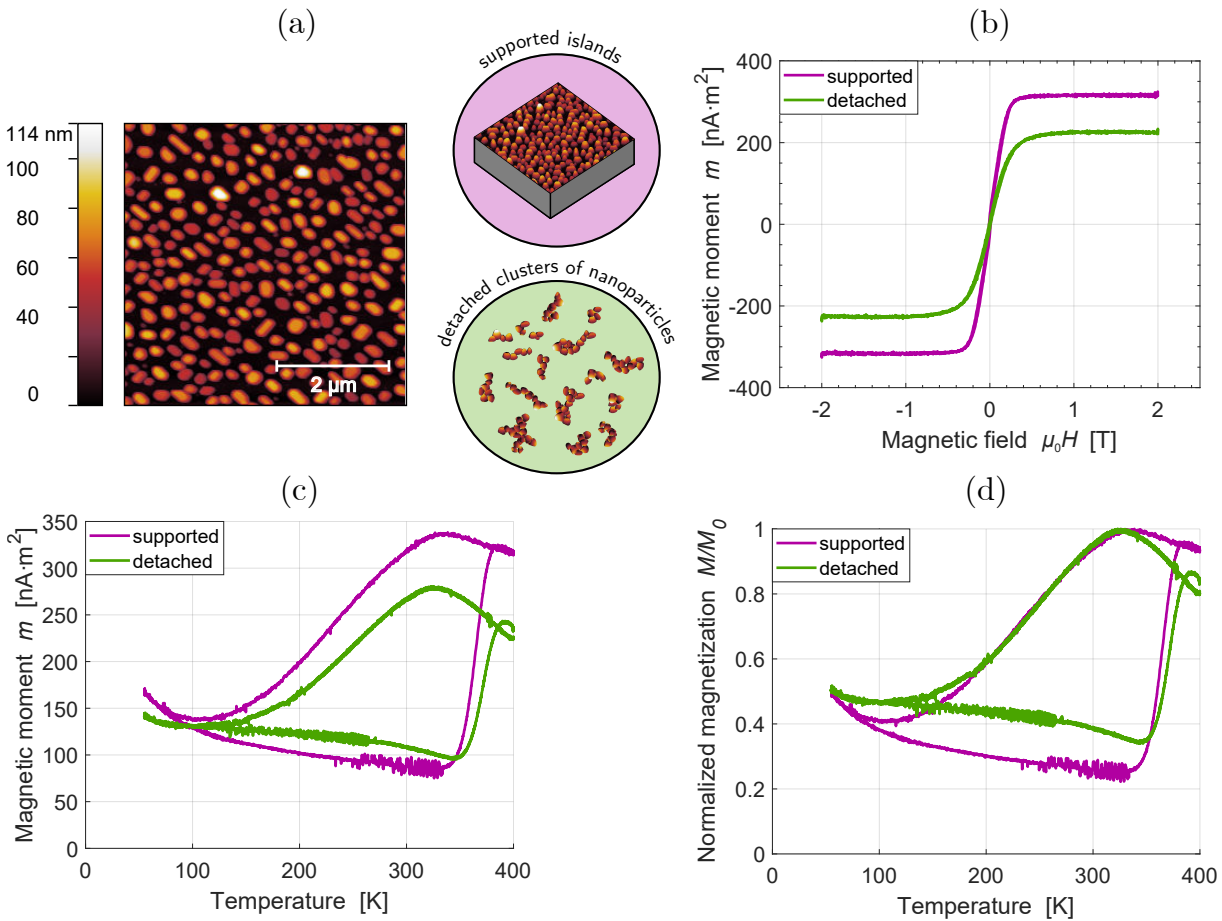 (a)
114 nm
100
80
60
40
0
2 µm
supported islands
detached clusters of nanoparticles
(b)
supported
detached
400
200
0
-200
-400
-2
-1
0
1
2
Magnetic moment m [nA·m²]
Magnetic field µ₀H [T]
(c)
supported
detached
350
300
250
200
150
100
50
0
0
100
200
300
400
Magnetic moment m [nA·m²]
Temperature [K]
(d)
supported
detached
1
0.8
0.6
0.4
0.2
0
0
100
200
300
400
Normalized magnetization M/M₀
Temperature [K]